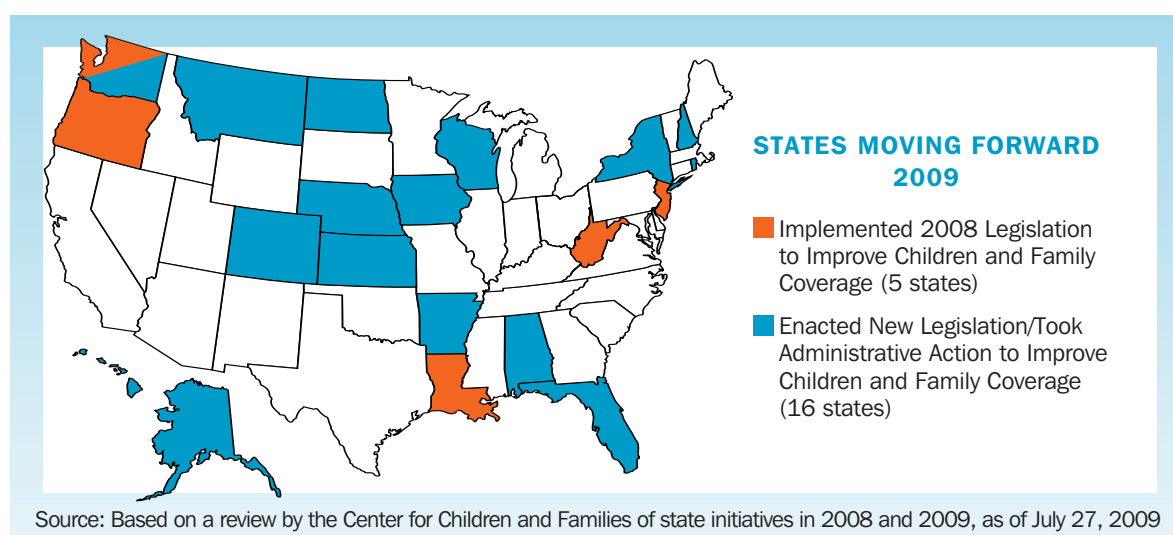 STATES MOVING FORWARD
2009
Implemented 2008 Legislation
to Improve Children and Family
Coverage (5 states)
Enacted New Legislation/Took
Administrative Action to Improve
Children and Family Coverage
(16 states)
Source: Based on a review by the Center for Children and Families of state initiatives in 2008 and 2009, as of July 27, 2009